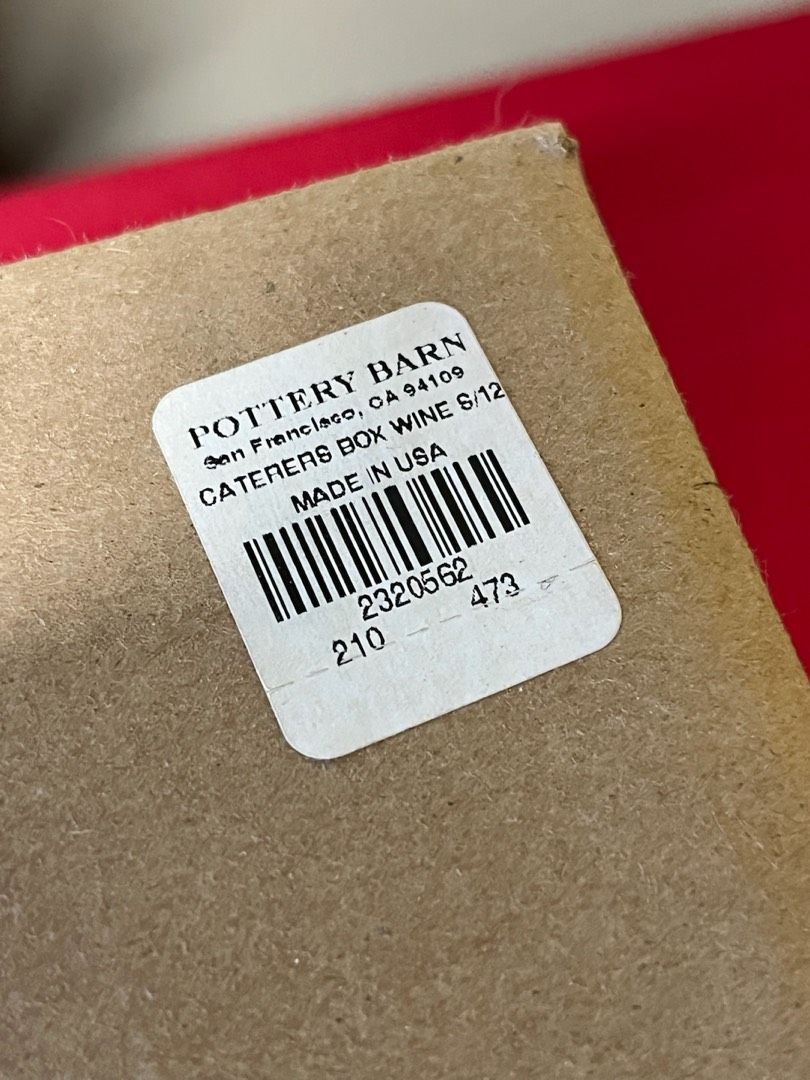 POTTERY BARN
San Francisco, CA 94109
CATERERS BOX WINE S/12
MADE IN USA
2320562
210 473